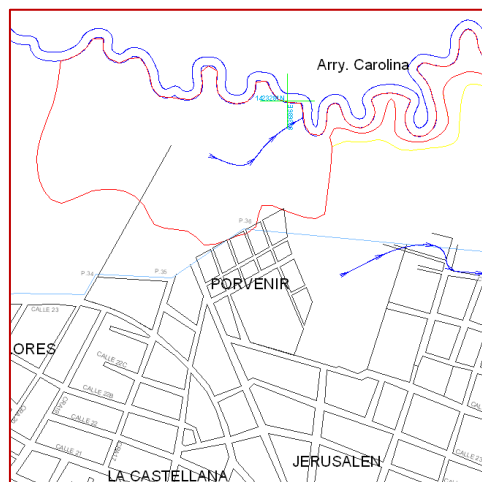 Arry. Carolina
P.36
P.34
P.35
PORVENIR
CALLE 23
ORES
CALLE 22C
CALLE 22B
CALLE 22
CALLE 21
LA CASTELLANA
JERUSALEN